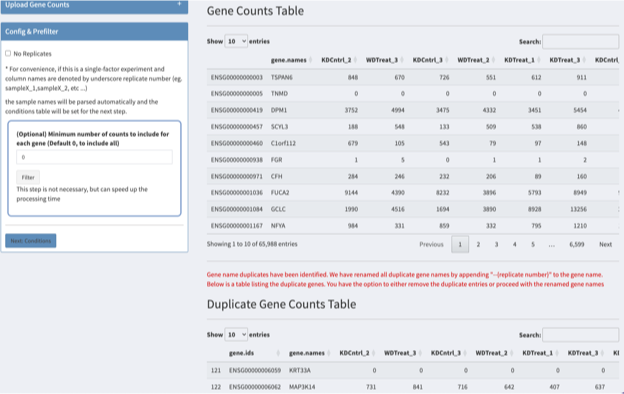 Upload Gene Counts +
Config & Prefilter
No Replicates
* For convenience, if this is a single-factor experiment and
column names are denoted by underscore replicate number (eg.
sampleX_1,sampleX_2, etc ...)
the sample names will be parsed automatically and the
conditions table will be set for the next step.
(Optional) Minimum number of counts to include for
each gene (Default 0, to include all)
0
Filter
This step is not necessary, but can speed up the
processing time
Next: Conditions
Gene Counts Table
Show 10 entries Search:
gene.names KDCntrl_2 WDTreat_3 KDCntrl_3 WDTreat_2 KDTreat_1 KDTreat_3 KDCntrl
ENSG00000000003 TSPAN6 848 670 726 551 612 911
ENSG00000000005 TNMD 0 0 0 0 0 0
ENSG00000000419 DPM1 3752 4994 3475 4332 3451 5454
ENSG00000000457 SCYL3 188 548 133 509 538 860
ENSG00000000460 C1orf112 679 105 543 79 97 148
ENSG00000000938 FGR 1 5 0 1 1 2
ENSG00000000971 CFH 284 246 232 206 89 160
ENSG00000001036 FUCA2 9144 4390 8232 3896 5793 8949
ENSG00000001084 GCLC 1990 4516 1694 3890 8928 13256
ENSG00000001167 NFYA 984 331 859 332 795 1210
Showing 1 to 10 of 65,988 entries Previous 1 2 3 4 5 ... 6,599 Next
Gene name duplicates have been identified. We have renamed all duplicate gene names by appending "--(replicate number)" to the gene name.
Below is a table listing the duplicate genes. You have the option to either remove the duplicate entries or proceed with the renamed gene names
Duplicate Gene Counts Table
Show 10 entries Search:
gene.ids gene.names KDCntrl_2 WDTreat_3 KDCntrl_3 WDTreat_2 KDTreat_1 KDTreat_3
121 ENSG00000006059 KRT33A 0 0 0 0 0 0
122 ENSG00000006062 MAP3K14 731 841 716 642 407 637